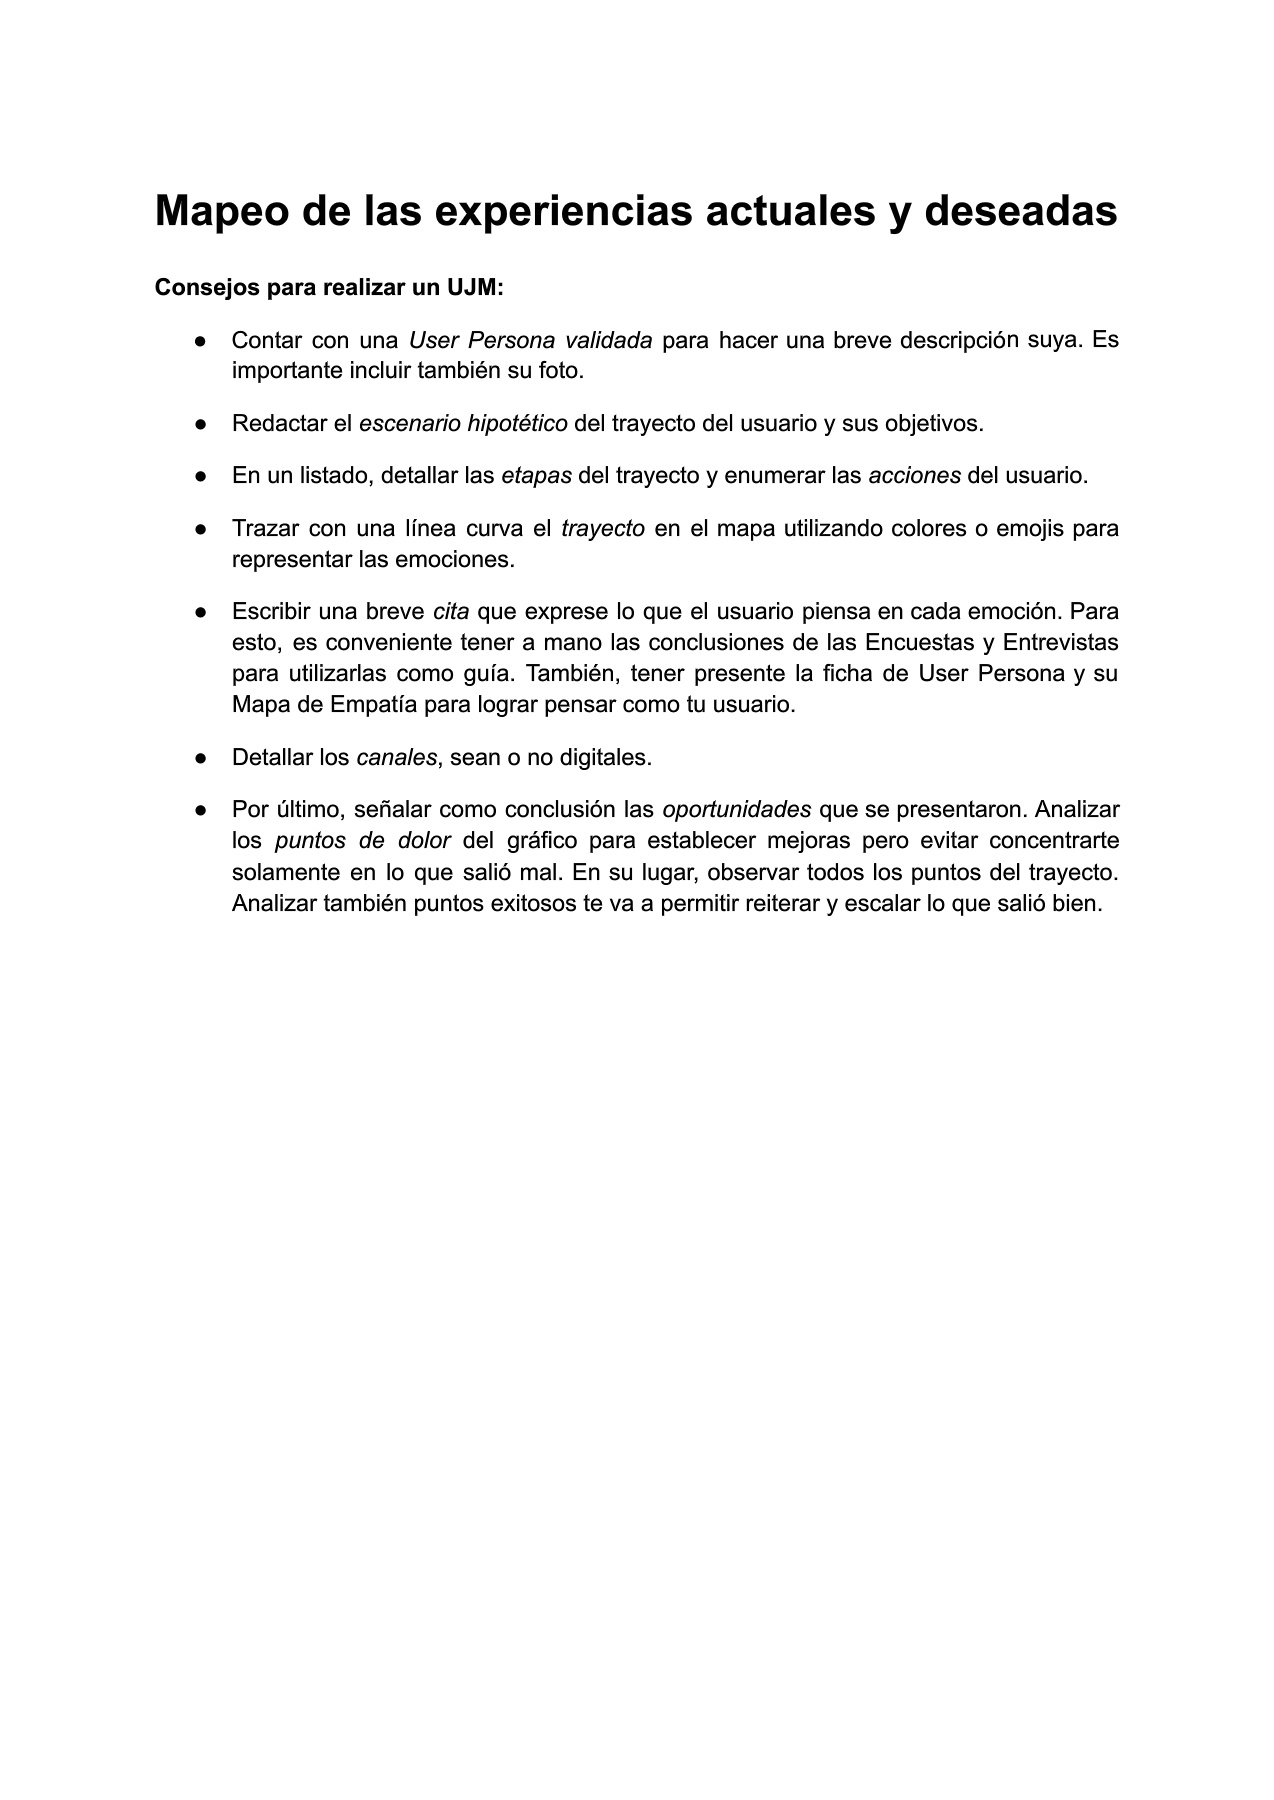 Mapeo de las experiencias actuales y deseadas
Consejos para realizar un UJM:
● Contar con una User Persona validada para hacer una breve descripción suya. Es
importante incluir también su foto.
● Redactar el escenario hipotético del trayecto del usuario y sus objetivos.
● En un listado, detallar las etapas del trayecto y enumerar las acciones del usuario.
● Trazar con una línea curva el trayecto en el mapa utilizando colores o emojis para
representar las emociones.
● Escribir una breve cita que exprese lo que el usuario piensa en cada emoción. Para
esto, es conveniente tener a mano las conclusiones de las Encuestas y Entrevistas
para utilizarlas como guía. También, tener presente la ficha de User Persona y su
Mapa de Empatía para lograr pensar como tu usuario.
● Detallar los canales, sean o no digitales.
● Por último, señalar como conclusión las oportunidades que se presentaron. Analizar
los puntos de dolor del gráfico para establecer mejoras pero evitar concentrarte
solamente en lo que salió mal. En su lugar, observar todos los puntos del trayecto.
Analizar también puntos exitosos te va a permitir reiterar y escalar lo que salió bien.